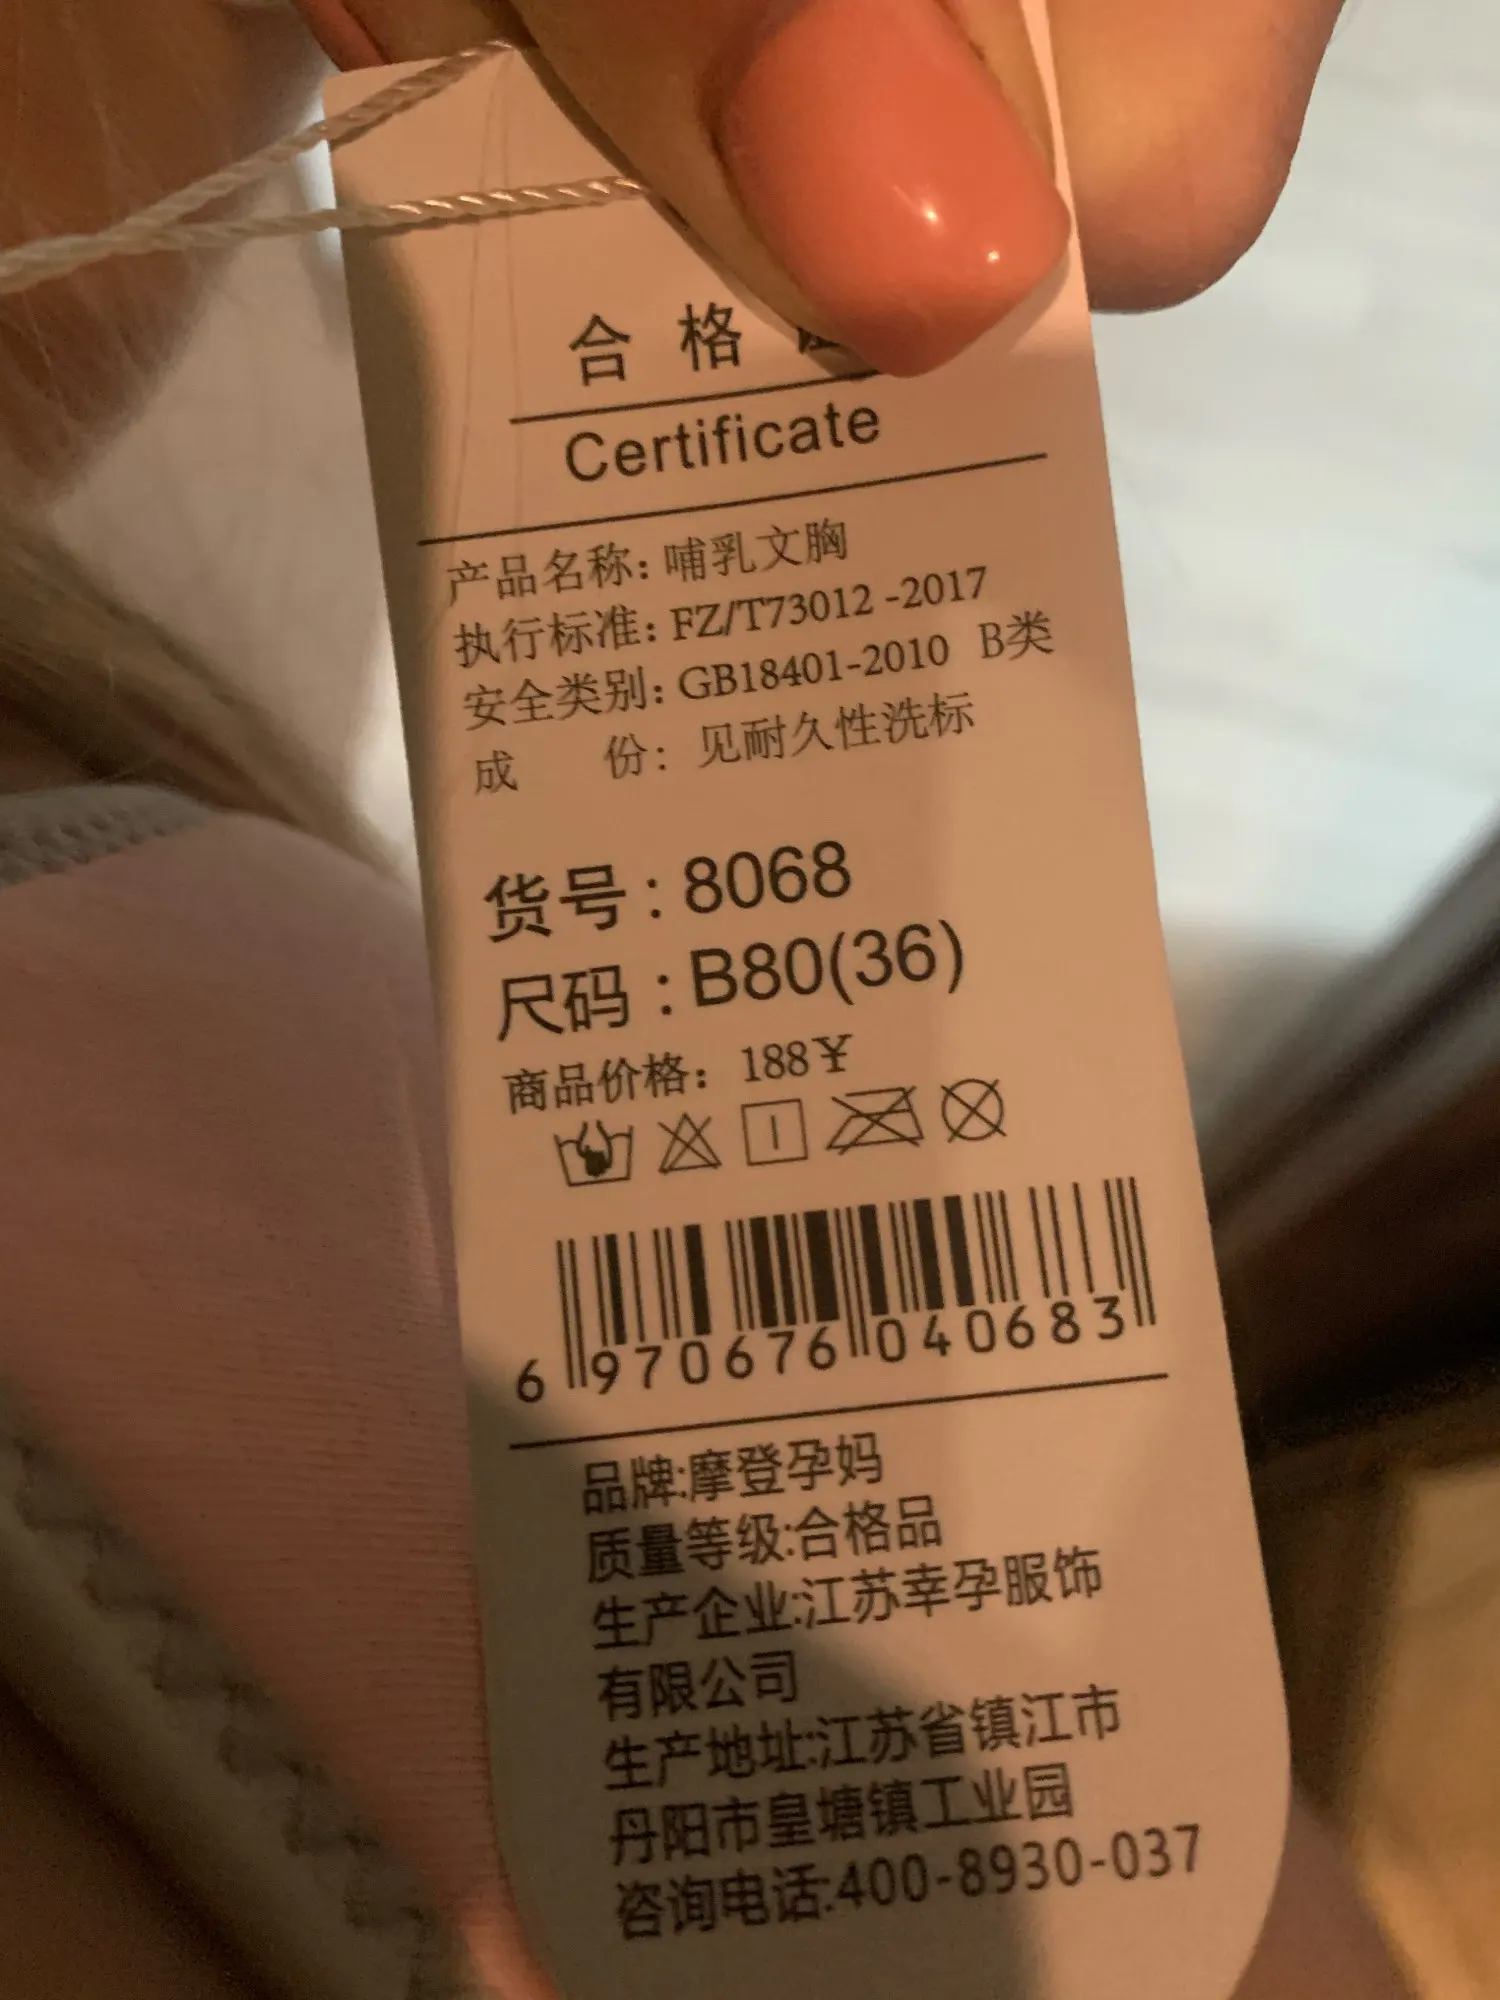 合 格
Certificate
产品名称: 哺乳文胸
执行标准: FZ/T73012 -2017
安全类别: GB18401-2010 B类
成 份: 见耐久性洗标
货号 : 8068
尺码 : B80(36)
商品价格: 188¥
6 970676 040683
品牌:摩登孕妈
质量等级:合格品
生产企业:江苏幸孕服饰
有限公司
生产地址:江苏省镇江市
丹阳市皇塘镇工业园
咨询电话:400-8930-037